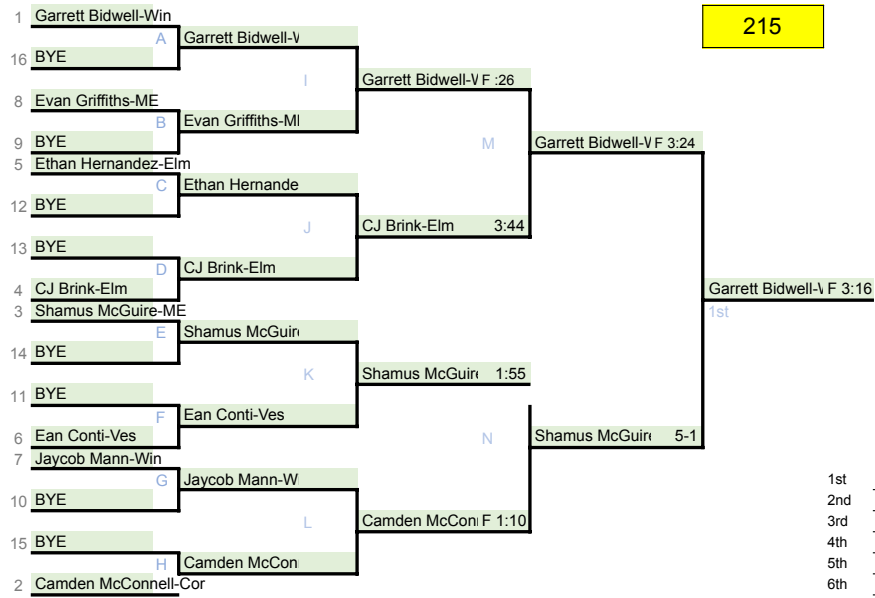 215
1 Garrett Bidwell-Win
A
Garrett Bidwell-W
16 BYE
I
Garrett Bidwell-W F :26
8 Evan Griffiths-ME
B
Evan Griffiths-ME
9 BYE
M
Garrett Bidwell-W F 3:24
5 Ethan Hernandez-Elm
C
Ethan Hernande
12 BYE
J
CJ Brink-Elm 3:44
13 BYE
D
CJ Brink-Elm
4 CJ Brink-Elm
Garrett Bidwell-W F 3:16
1st
3 Shamus McGuire-ME
E
Shamus McGuire
14 BYE
K
Shamus McGuire 1:55
11 BYE
F
Ean Conti-Ves
6 Ean Conti-Ves
N
Shamus McGuire 5-1
7 Jaycob Mann-Win
G
Jaycob Mann-W
10 BYE
L
Camden McConn F 1:10
15 BYE
H
Camden McCon
2 Camden McConnell-Cor
1st
2nd
3rd
4th
5th
6th